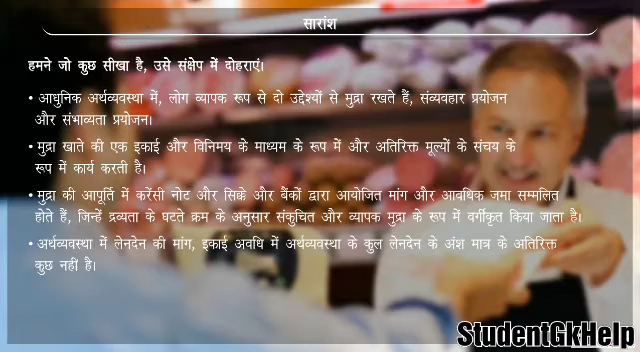 सारांश
हमने जो कुछ सीखा है, उसे संक्षेप में दोहराएं।
• आधुनिक अर्थव्यवस्था में, लोग व्यापक रूप से दो उद्देश्यों से मुद्रा रखते हैं, संव्यवहार प्रयोजन
और संभाव्यता प्रयोजन।
• मुद्रा खाते की एक इकाई और विनिमय के माध्यम के रूप में और अतिरिक्त मूल्यों के संचय के
रूप में कार्य करती है।
• मुद्रा की आपूर्ति में करेंसी नोट और सिक्के और बैंकों द्वारा आयोजित मांग और आवधिक जमा सम्मलित
होते हैं, जिन्हें द्रव्यता के घटते क्रम के अनुसार संकुचित और व्यापक मुद्रा के रूप में वर्गीकृत किया जाता है।
• अर्थव्यवस्था में लेनदेन की मांग, इकाई अवधि में अर्थव्यवस्था के कुल लेनदेन के अंश मात्र के अतिरिक्त
कुछ नहीं है।
StudentGkHelp